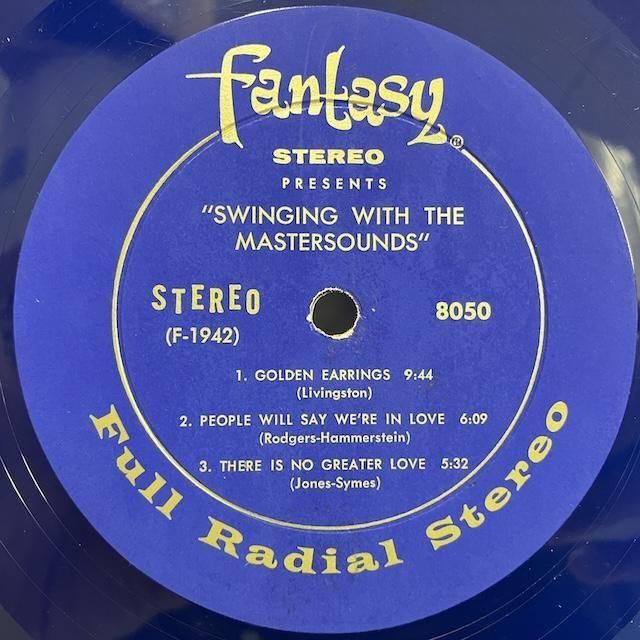 Fantasy®
STEREO
PRESENTS
"SWINGING WITH THE
MASTERSOUNDS"
STEREO
(F-1942)
8050
1. GOLDEN EARRINGS 9:44
(Livingston)
2. PEOPLE WILL SAY WE'RE IN LOVE 6:09
(Rodgers-Hammerstein)
3. THERE IS NO GREATER LOVE 5:32
(Jones-Symes)
Full Radial Stereo